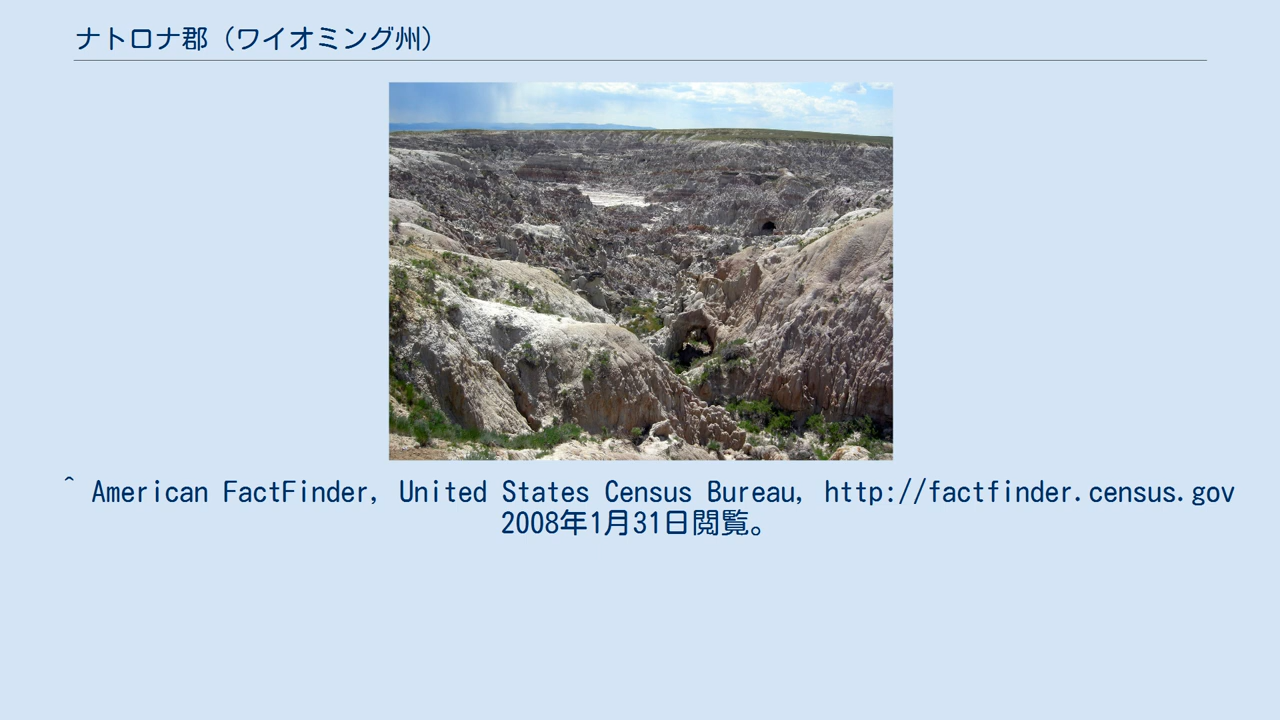 ナトロナ郡（ワイオミング州）
^ American FactFinder, United States Census Bureau, http://factfinder.census.gov
2008年1月31日閲覧。